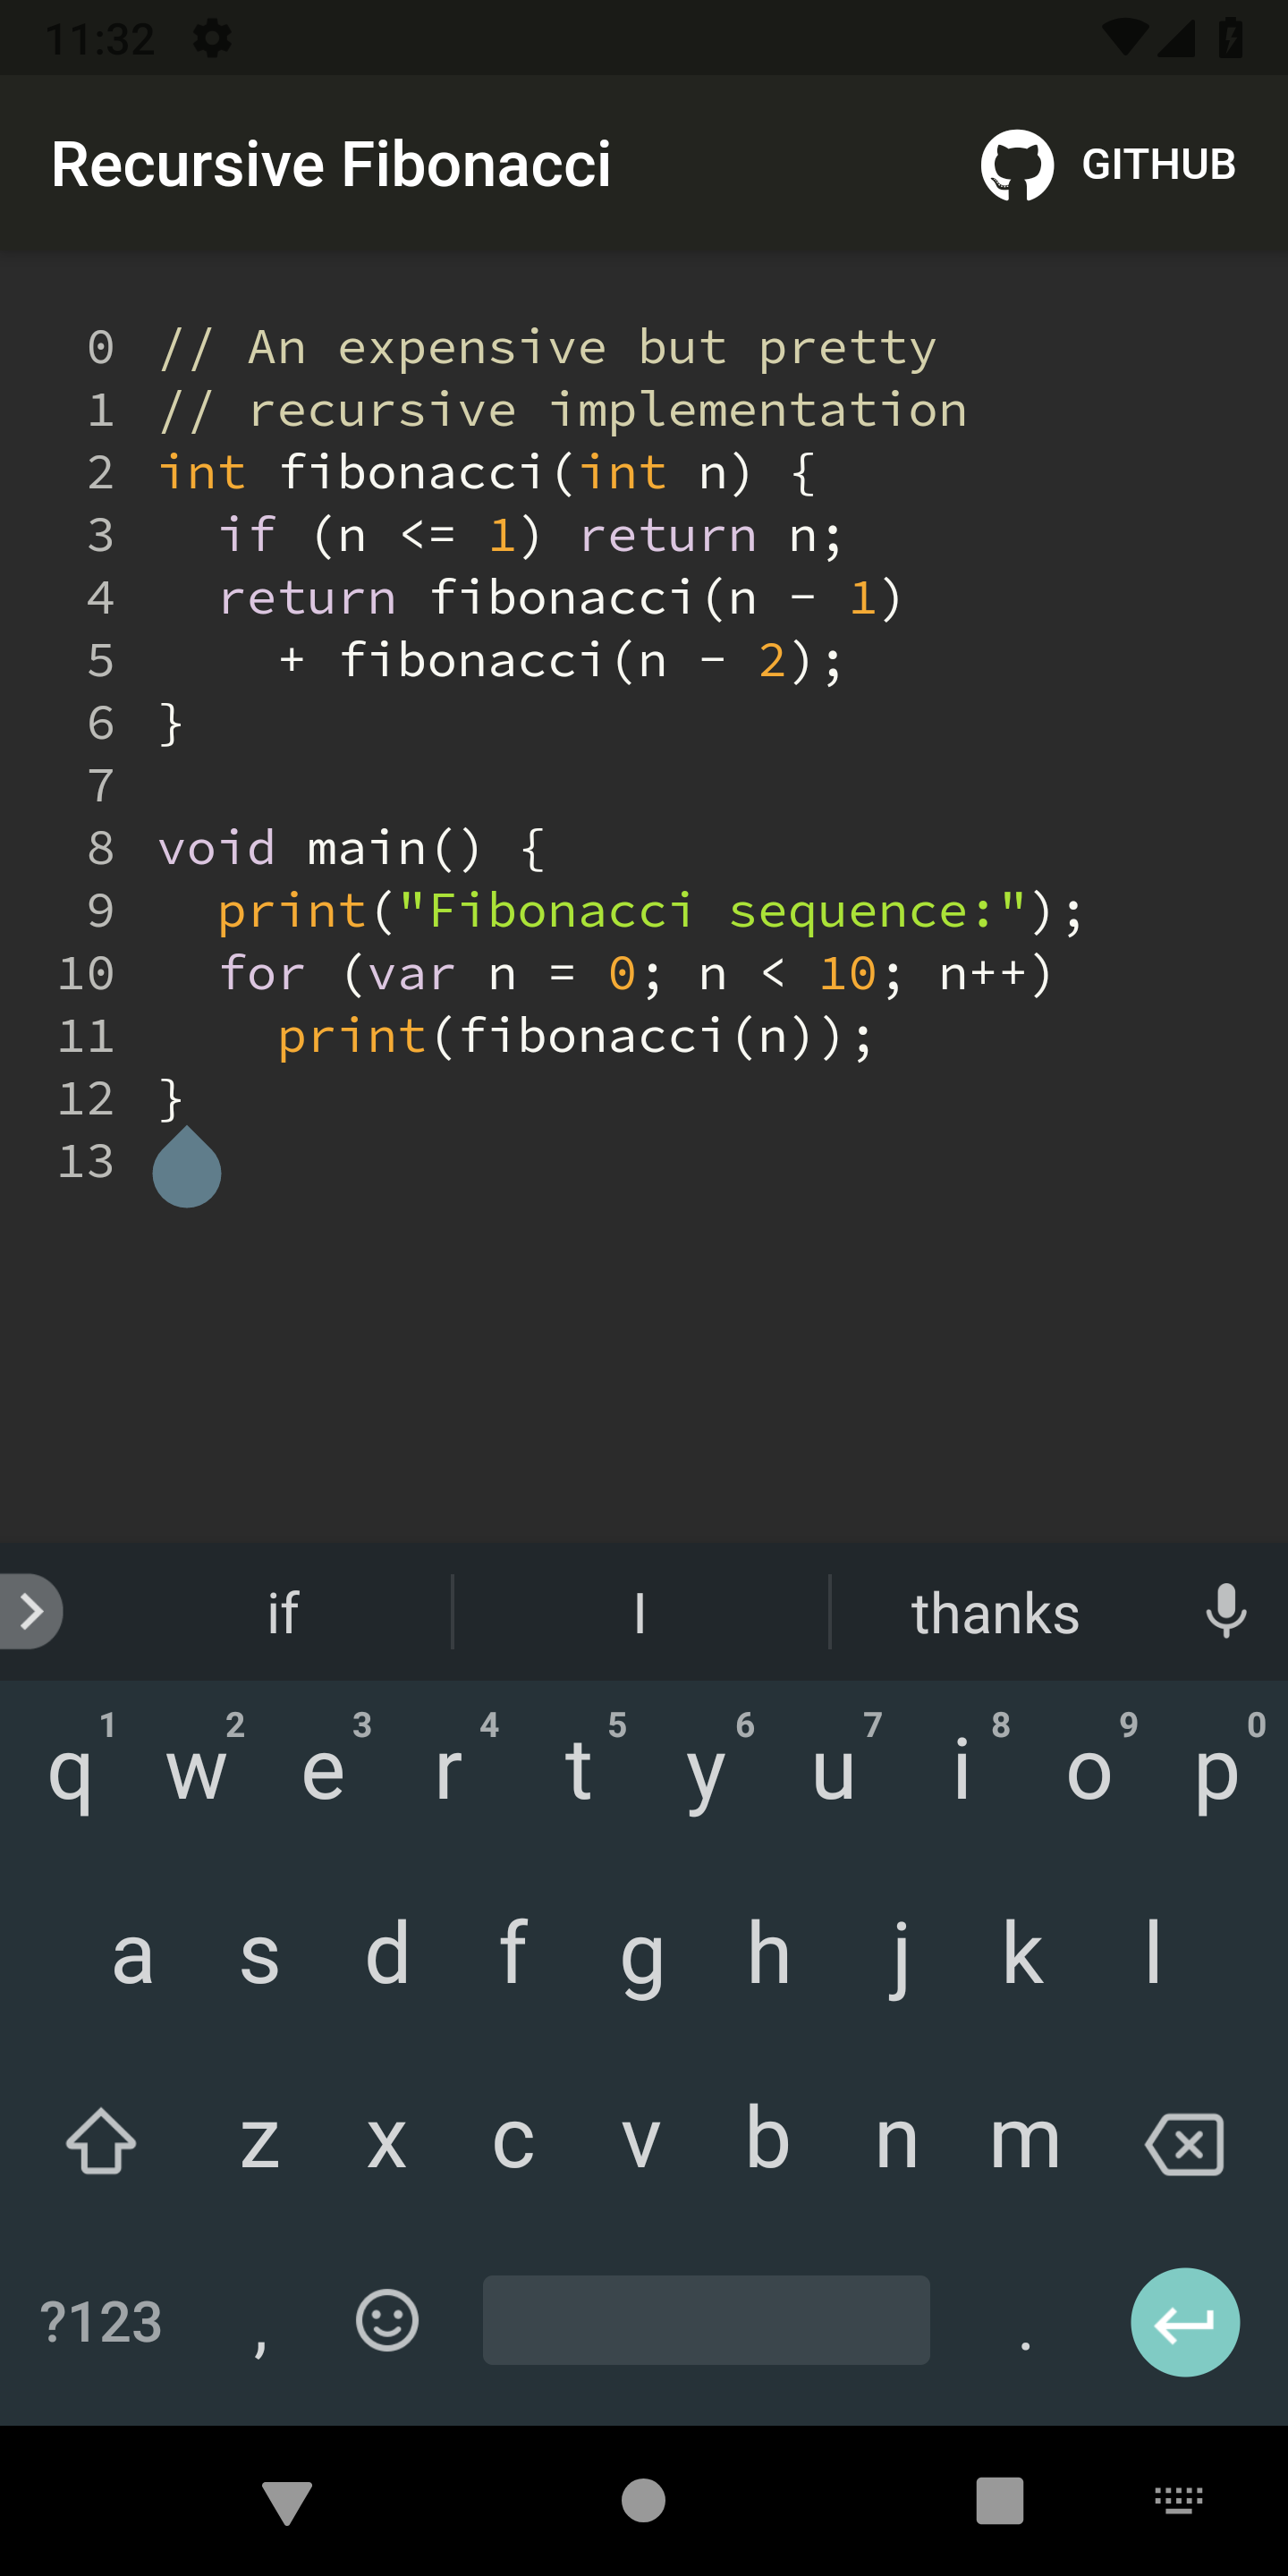 11:32
Recursive Fibonacci GITHUB
0 // An expensive but pretty
1 // recursive implementation
2 int fibonacci(int n) {
3   if (n <= 1) return n;
4   return fibonacci(n - 1)
5     + fibonacci(n - 2);
6 }
7
8 void main() {
9   print("Fibonacci sequence:");
10   for (var n = 0; n < 10; n++)
11     print(fibonacci(n));
12 }
13
if I thanks
1 2 3 4 5 6 7 8 9 0
q w e r t y u i o p
a s d f g h j k l
z x c v b n m
?123 , .